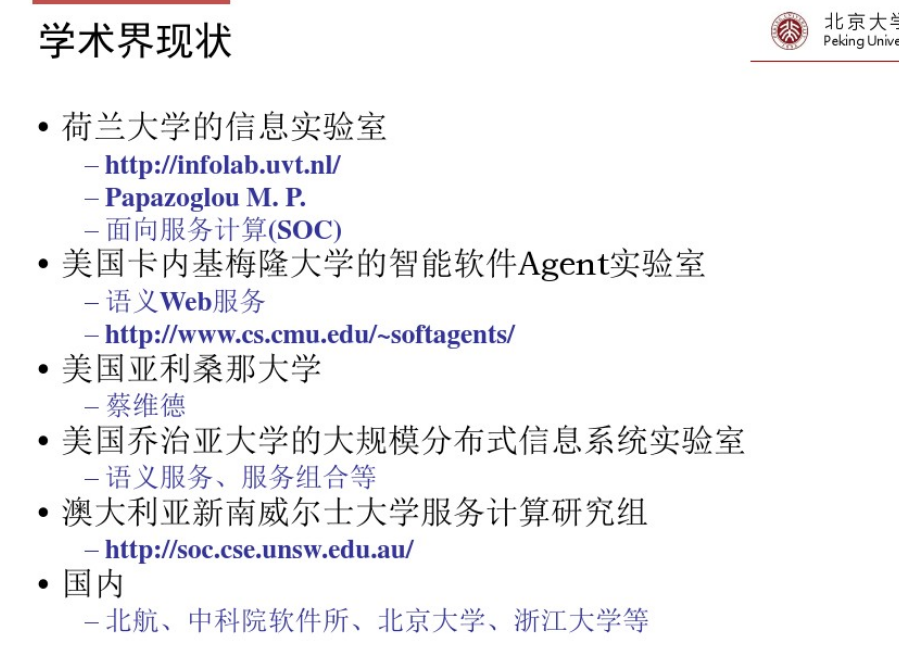 学术界现状
北京大学
Peking Unive
• 荷兰大学的信息实验室
– http://infolab.uvt.nl/
– Papazoglou M. P.
– 面向服务计算(SOC)
• 美国卡内基梅隆大学的智能软件Agent实验室
– 语义Web服务
– http://www.cs.cmu.edu/~softagents/
• 美国亚利桑那大学
– 蔡维德
• 美国乔治亚大学的大规模分布式信息系统实验室
– 语义服务、服务组合等
• 澳大利亚新南威尔士大学服务计算研究组
– http://soc.cse.unsw.edu.au/
• 国内
– 北航、中科院软件所、北京大学、浙江大学等